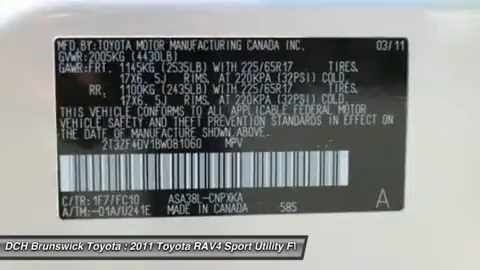 MFD.BY:TOYOTA MOTOR MANUFACTURING CANADA INC. 03/11
GVWR:2005KG (4430LB)
GAWR:FRT. 1145KG (2535LB) WITH 225/65R17 TIRES,
17X6. 5J RIMS, AT 220KPA (32PSI) COLD.
RR, 1100KG (2430LB) WITH 225/65R17 TIRES,
17X6. 5J RIMS, AT 220KPA (32PSI) COLD.
THIS VEHICLE CONFORMS TO ALL APPLICABLE FEDERAL MOTOR
VEHICLE SAFETY AND THEFT PREVENTION STANDARDS IN EFFECT
ON THE DATE OF MANUFACTURE SHOWN ABOVE.
2T3ZF4DV1BW081060 MPV
C/TR:1F77FC10 ASA38L-CNPXKA
A/TM:-01A/U241E MADE IN CANADA 585 A
DCH Brunswick Toyota : 2011 Toyota RAV4 Sport Utility F